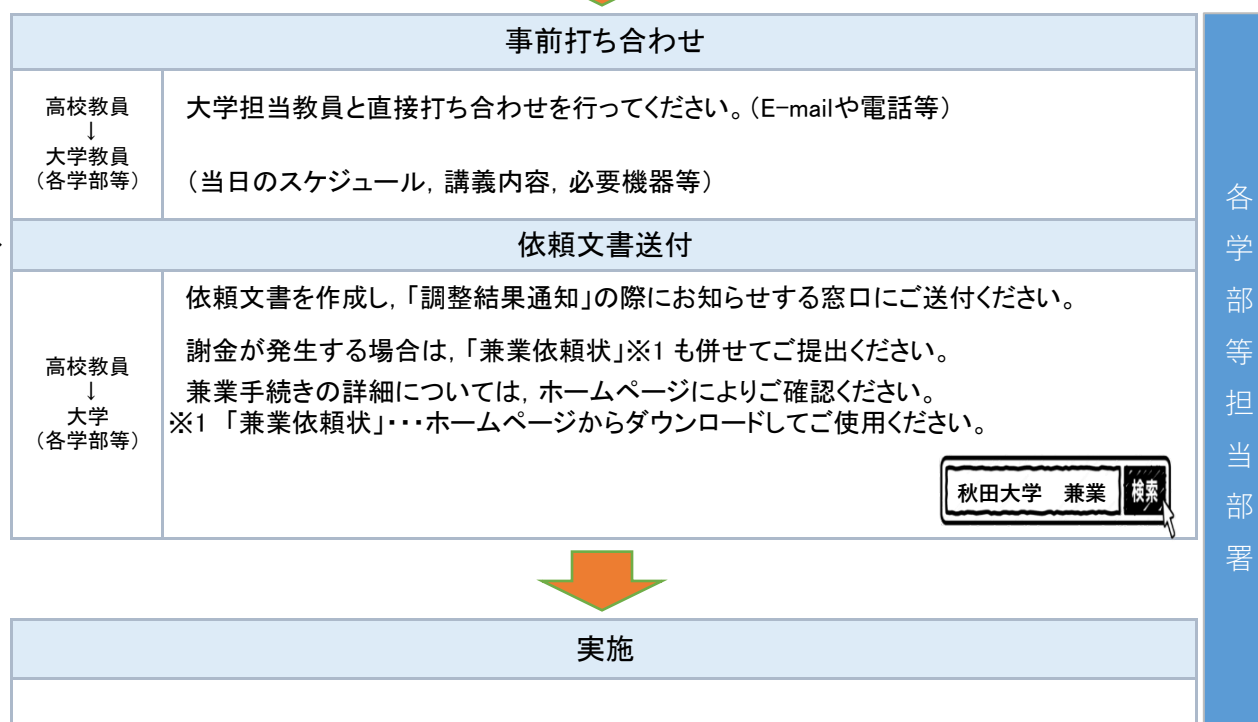 事前打ち合わせ
高校教員
↓
大学教員
（各学部等）
大学担当教員と直接打ち合わせを行ってください。（E-mailや電話等）
（当日のスケジュール，講義内容，必要機器等）
依頼文書送付
高校教員
↓
大学
（各学部等）
依頼文書を作成し，「調整結果通知」の際にお知らせする窓口にご送付ください。
謝金が発生する場合は，「兼業依頼状」※1 も併せてご提出ください。
兼業手続きの詳細については，ホームページによりご確認ください。
※1 「兼業依頼状」・・・ホームページからダウンロードしてご使用ください。
秋田大学　兼業 検索
実施
各学部等担当部署